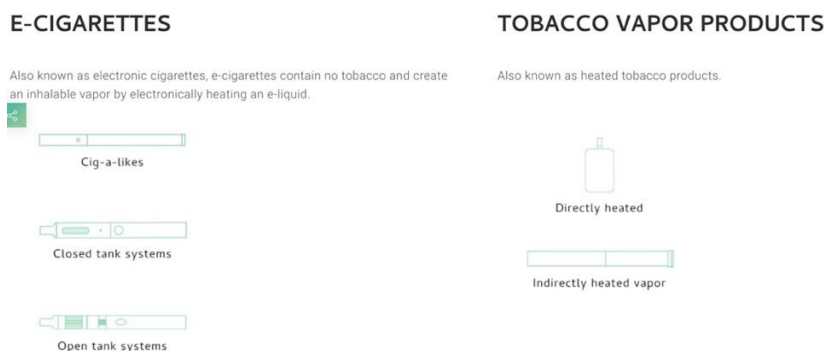 E-CIGARETTES
Also known as electronic cigarettes, e-cigarettes contain no tobacco and create
an inhalable vapor by electronically heating an e-liquid.
Cig-a-likes
Closed tank systems
Open tank systems
TOBACCO VAPOR PRODUCTS
Also known as heated tobacco products.
Directly heated
Indirectly heated vapor